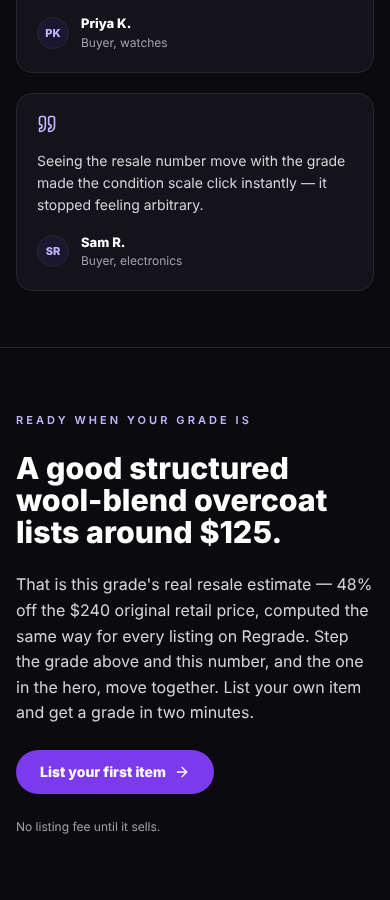 PK
Priya K.
Buyer, watches
Seeing the resale number move with the grade
made the condition scale click instantly — it
stopped feeling arbitrary.
SR
Sam R.
Buyer, electronics
READY WHEN YOUR GRADE IS
A good structured
wool-blend overcoat
lists around $125.
That is this grade's real resale estimate — 48%
off the $240 original retail price, computed the
same way for every listing on Regrade. Step
the grade above and this number, and the one
in the hero, move together. List your own item
and get a grade in two minutes.
List your first item →
No listing fee until it sells.